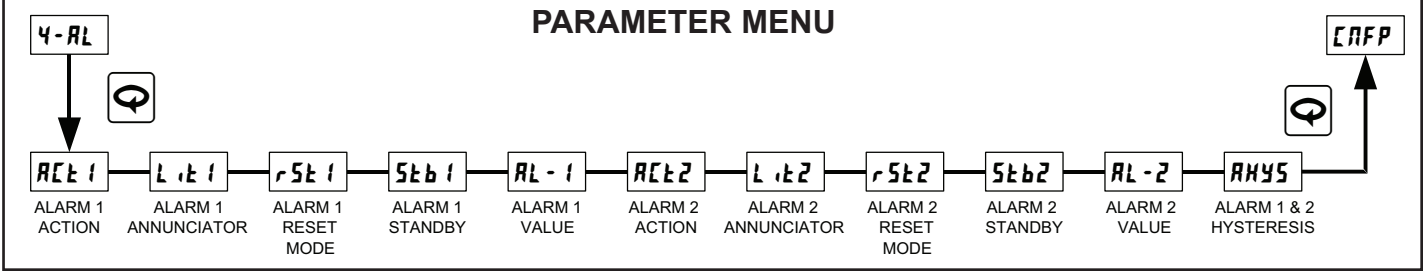 PARAMETER MENU
4-AL
CNFP
ACt1
Lit1
rSt1
Stb1
AL-1
ACt2
Lit2
rSt2
Stb2
AL-2
AHYS
ALARM 1
ACTION
ALARM 1
ANNUNCIATOR
ALARM 1
RESET
MODE
ALARM 1
STANDBY
ALARM 1
VALUE
ALARM 2
ACTION
ALARM 2
ANNUNCIATOR
ALARM 2
RESET
MODE
ALARM 2
STANDBY
ALARM 2
VALUE
ALARM 1 & 2
HYSTERESIS